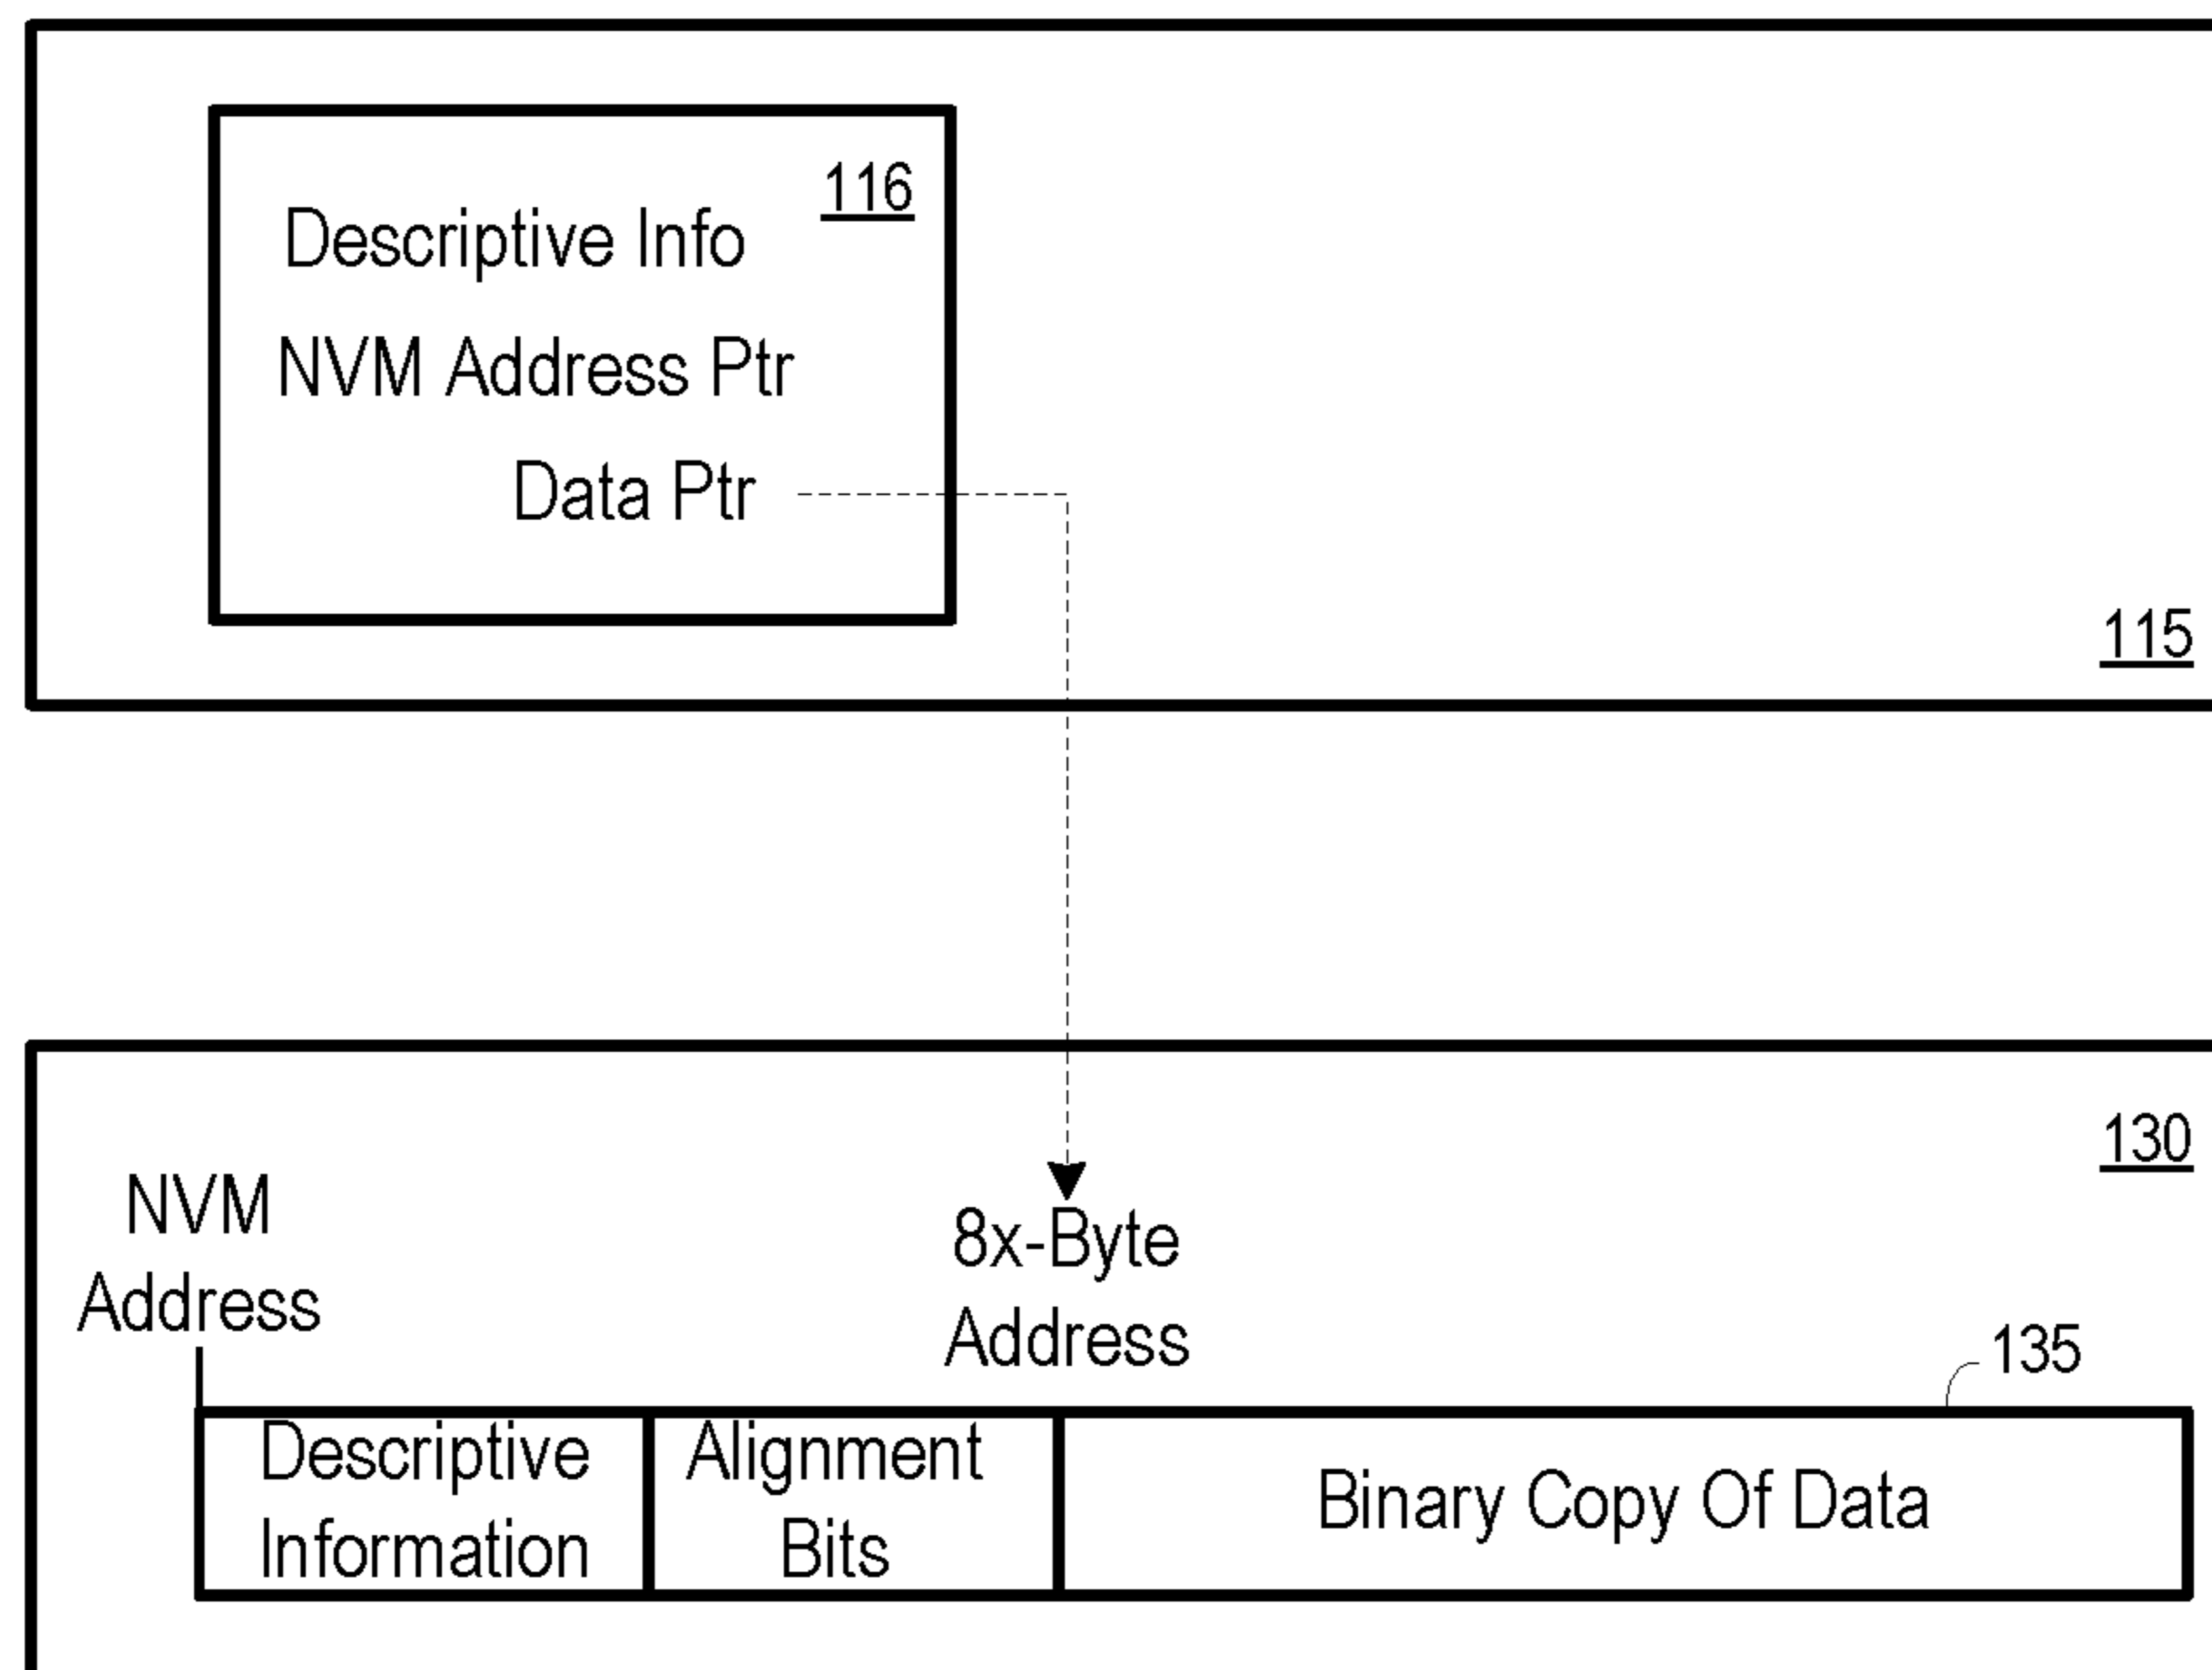 116
Descriptive Info
NVM Address Ptr
Data Ptr
115
130
NVM
Address
8x-Byte
Address
135
Descriptive
Information
Alignment
Bits
Binary Copy Of Data